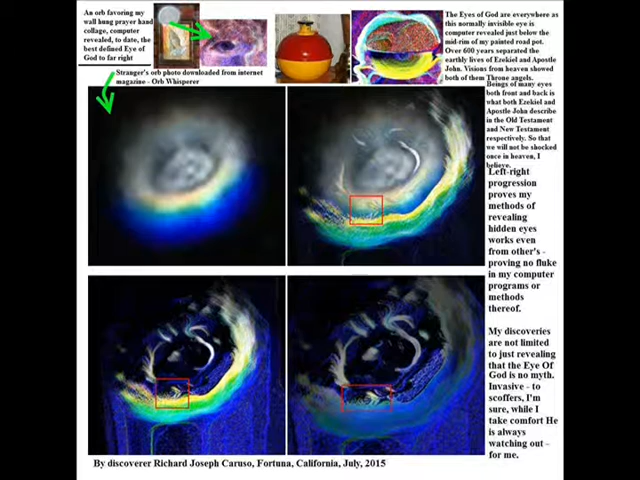 An orb favoring my
wall hung prayer hand
collage, computer
revealed, to date, the
best defined Eye of
God to far right
The Eyes of God are everywhere as
this normally invisible eye is
computer revealed just below the
mid-rim of my painted road pot.
Over 600 years separated the
earthly lives of Ezekiel and Apostle
John. Visions from heaven showed
both of them Throne angels.
Stranger's orb photo downloaded from internet
magazine - Orb Whisperer
Beings of many eyes
both front and back is
what both Ezekiel and
Apostle John describe
in the Old Testament
and New Testament
respectively. So that
we will not be shocked
once in heaven, I
believe.
Left-right
progression
proves my
methods of
revealing
hidden eyes
works even
from other's -
proving no fluke
in my computer
programs or
methods
thereof.
My discoveries
are not limited
to just revealing
that the Eye Of
God is no myth.
Invasive - to
scoffers, I'm
sure, while I
take comfort He
is always
watching out -
for me.
By discoverer Richard Joseph Caruso, Fortuna, California, July, 2015